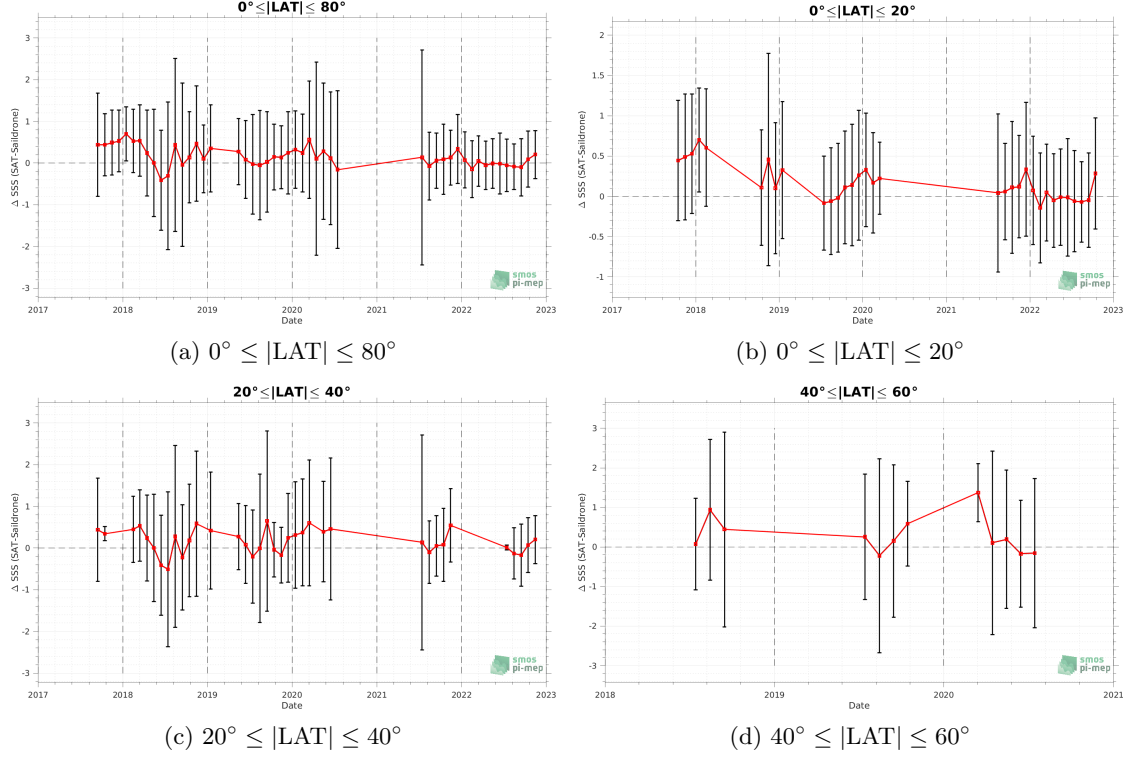 0°≤|LAT|≤ 80°
Δ SSS (SAT-Saildrone)
3
2
1
0
-1
-2
-3
2017 2018 2019 2020 2021 2022 2023
Date
smos
pi-mep
(a) 0° ≤ |LAT| ≤ 80°
0°≤|LAT|≤ 20°
Δ SSS (SAT-Saildrone)
2
1.5
1
0.5
0
-0.5
-1
2017 2018 2019 2020 2021 2022 2023
Date
smos
pi-mep
(b) 0° ≤ |LAT| ≤ 20°
20°≤|LAT|≤ 40°
Δ SSS (SAT-Saildrone)
3
2
1
0
-1
-2
-3
2017 2018 2019 2020 2021 2022 2023
Date
smos
pi-mep
(c) 20° ≤ |LAT| ≤ 40°
40°≤|LAT|≤ 60°
Δ SSS (SAT-Saildrone)
3
2
1
0
-1
-2
-3
2018 2019 2020 2021
Date
smos
pi-mep
(d) 40° ≤ |LAT| ≤ 60°